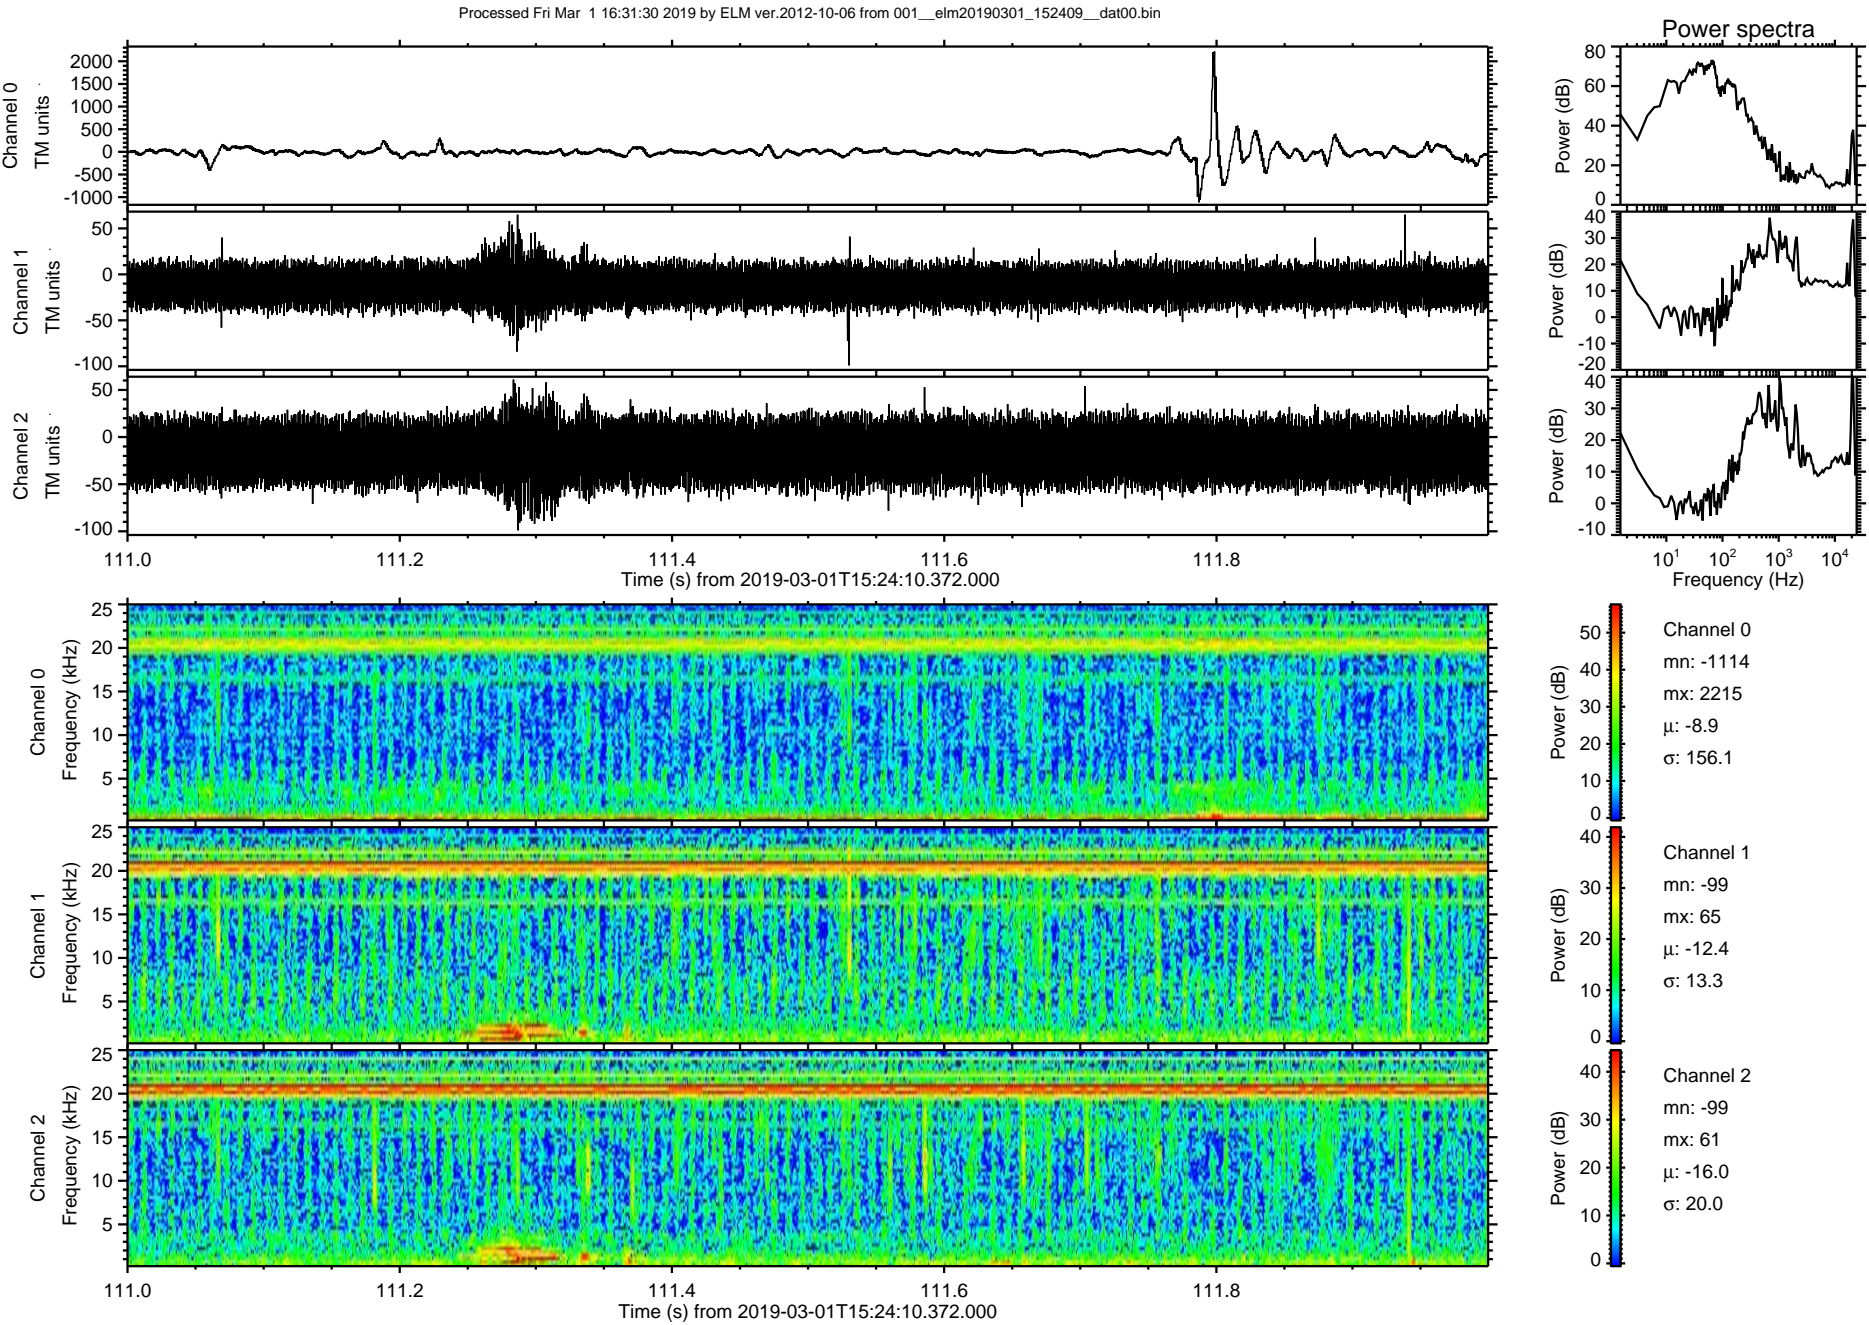 Processed Fri Mar 1 16:31:30 2019 by ELM ver.2012-10-06 from 001__elm20190301_152409__dat00.bin
Power spectra
Channel 0
TM units
2000
1500
1000
500
0
-500
-1000
Power (dB)
80
60
40
20
0
Channel 1
TM units
50
0
-50
-100
Power (dB)
40
30
20
10
0
-10
-20
Channel 2
TM units
50
0
-50
-100
Power (dB)
40
30
20
10
0
-10
111.0 111.2 111.4 111.6 111.8
Time (s) from 2019-03-01T15:24:10.372.000
10¹ 10² 10³ 10⁴
Frequency (Hz)
Channel 0
Frequency (kHz)
25
20
15
10
5
Power (dB)
50
40
30
20
10
0
Channel 0
mn: -1114
mx: 2215
μ: -8.9
σ: 156.1
Channel 1
Frequency (kHz)
25
20
15
10
5
Power (dB)
40
30
20
10
0
Channel 1
mn: -99
mx: 65
μ: -12.4
σ: 13.3
Channel 2
Frequency (kHz)
25
20
15
10
5
Power (dB)
40
30
20
10
0
Channel 2
mn: -99
mx: 61
μ: -16.0
σ: 20.0
111.0 111.2 111.4 111.6 111.8
Time (s) from 2019-03-01T15:24:10.372.000